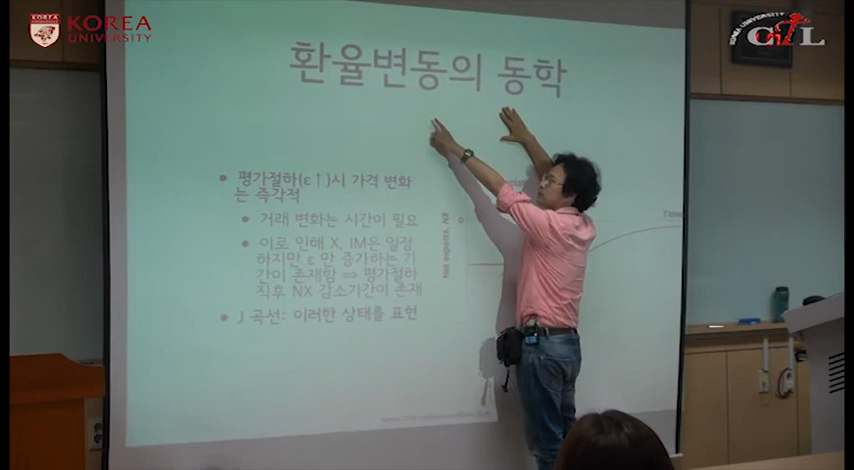 KOREA
UNIVERSITY
KOREA UNIVERSITY
CTL
환율변동의 동학
• 평가절하(ε↑)시 가격 변화
는 즉각적
• 거래 변화는 시간이 필요
• 이로 인해 X, IM은 일정
하지만 ε 만 증가하는 기
간이 존재함 ⇒ 평가절하
직후 NX 감소기간이 존재
• J 곡선: 이러한 상태를 표현
Net exports, NX
0
Time